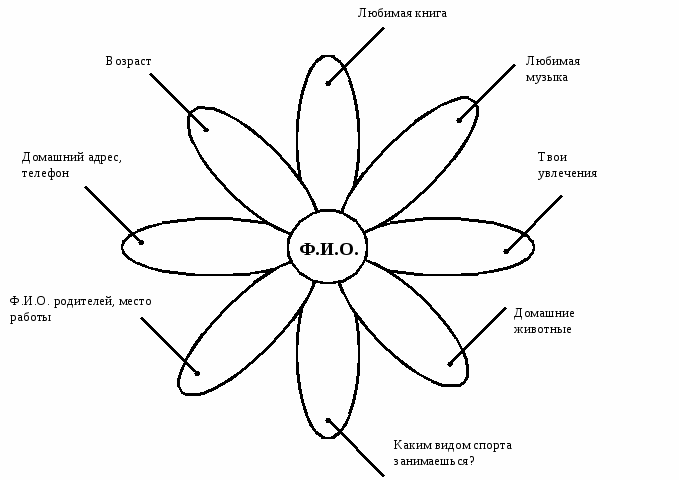 Любимая книга
Возраст
Любимая
музыка
Домашний адрес,
телефон
Твои
увлечения
Ф.И.О.
Ф.И.О. родителей, место
работы
Домашние
животные
Каким видом спорта
занимаешься?